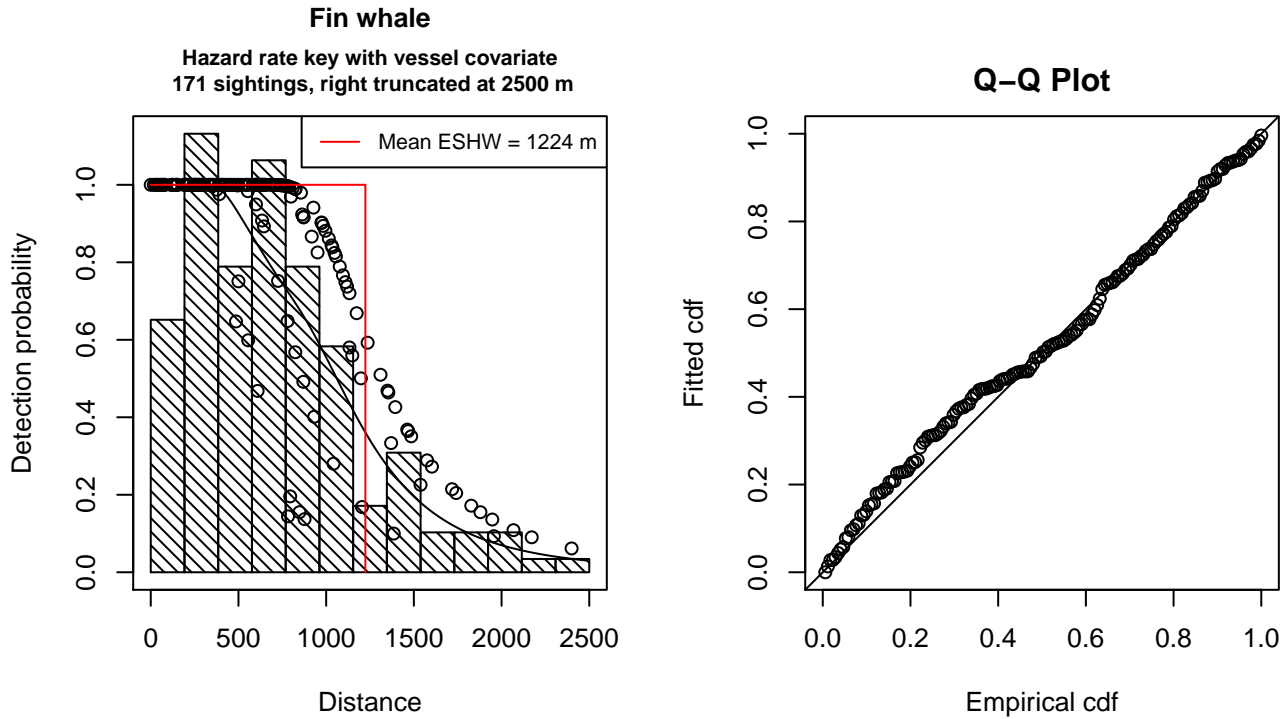 Fin whale
Hazard rate key with vessel covariate
171 sightings, right truncated at 2500 m
Mean ESHW = 1224 m
Detection probability
0.0 0.2 0.4 0.6 0.8 1.0
0 500 1000 1500 2000 2500
Distance
Q−Q Plot
Fitted cdf
0.0 0.2 0.4 0.6 0.8 1.0
0.0 0.2 0.4 0.6 0.8 1.0
Empirical cdf